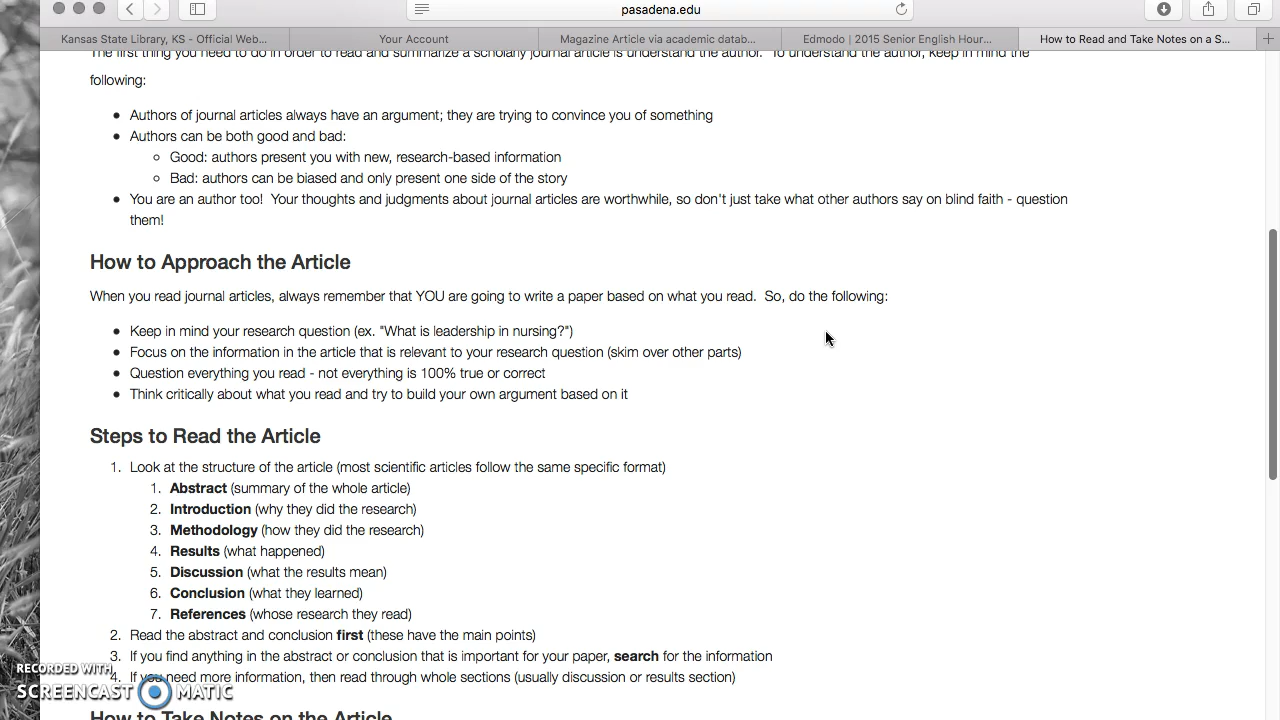 pasadena.edu
Kansas State Library, KS - Official Web...
Your Account
Magazine Article via academic datab...
Edmodo | 2015 Senior English Hour...
How to Read and Take Notes on a S...
The first thing you need to do in order to read and summarize a scholarly journal article is understand the author. To understand the author, keep in mind the
following:
• Authors of journal articles always have an argument; they are trying to convince you of something
• Authors can be both good and bad:
◦ Good: authors present you with new, research-based information
◦ Bad: authors can be biased and only present one side of the story
• You are an author too! Your thoughts and judgments about journal articles are worthwhile, so don't just take what other authors say on blind faith - question
them!
How to Approach the Article
When you read journal articles, always remember that YOU are going to write a paper based on what you read. So, do the following:
• Keep in mind your research question (ex. "What is leadership in nursing?")
• Focus on the information in the article that is relevant to your research question (skim over other parts)
• Question everything you read - not everything is 100% true or correct
• Think critically about what you read and try to build your own argument based on it
Steps to Read the Article
1. Look at the structure of the article (most scientific articles follow the same specific format)
1. Abstract (summary of the whole article)
2. Introduction (why they did the research)
3. Methodology (how they did the research)
4. Results (what happened)
5. Discussion (what the results mean)
6. Conclusion (what they learned)
7. References (whose research they read)
2. Read the abstract and conclusion first (these have the main points)
3. If you find anything in the abstract or conclusion that is important for your paper, search for the information
4. If you need more information, then read through whole sections (usually discussion or results section)
How to Take Notes on the Article
RECORDED WITH
SCREENCAST MATIC